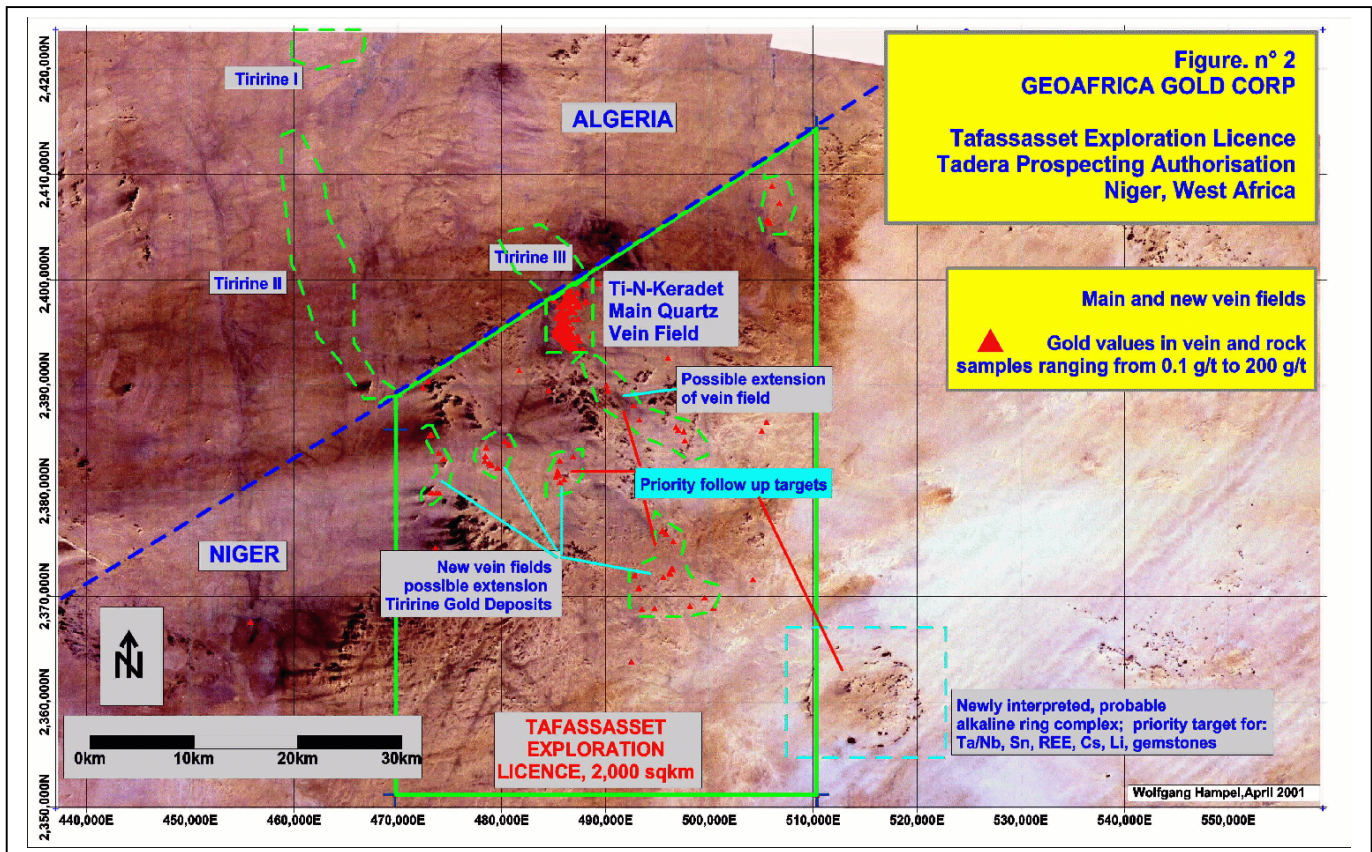 Figure. n° 2
GEOAFRICA GOLD CORP
Tafassasset Exploration Licence
Tadera Prospecting Authorisation
Niger, West Africa
Main and new vein fields
Gold values in vein and rock
samples ranging from 0.1 g/t to 200 g/t
Tiririne I
ALGERIA
Tiririne II
Tiririne III
Ti-N-Keradet
Main Quartz
Vein Field
Possible extension
of vein field
Priority follow up targets
NIGER
New vein fields
possible extension
Tiririne Gold Deposits
N
0km
10km
20km
30km
TAFASSASSET
EXPLORATION
LICENCE, 2,000 sqkm
Newly interpreted, probable
alkaline ring complex; priority target for:
Ta/Nb, Sn, REE, Cs, Li, gemstones
Wolfgang Hampel,April 2001
2,420,000N
2,410,000N
2,400,000N
2,390,000N
2,380,000N
2,370,000N
2,360,000N
2,350,000N
440,000E
450,000E
460,000E
470,000E
480,000E
490,000E
500,000E
510,000E
520,000E
530,000E
540,000E
550,000E